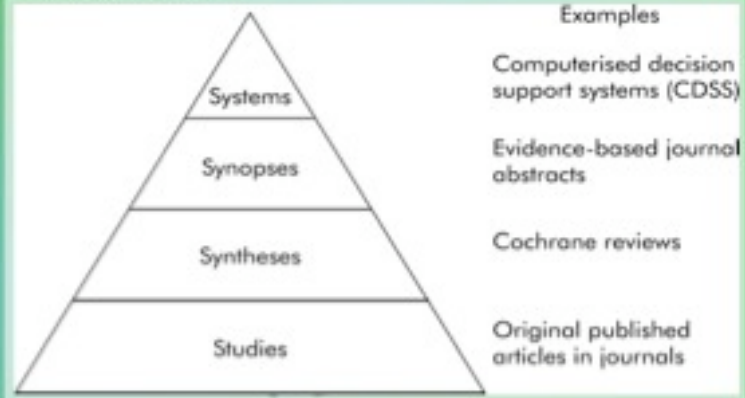 Examples
Systems
Computerised decision
support systems (CDSS)
Synopses
Evidence-based journal
abstracts
Syntheses
Cochrane reviews
Studies
Original published
articles in journals